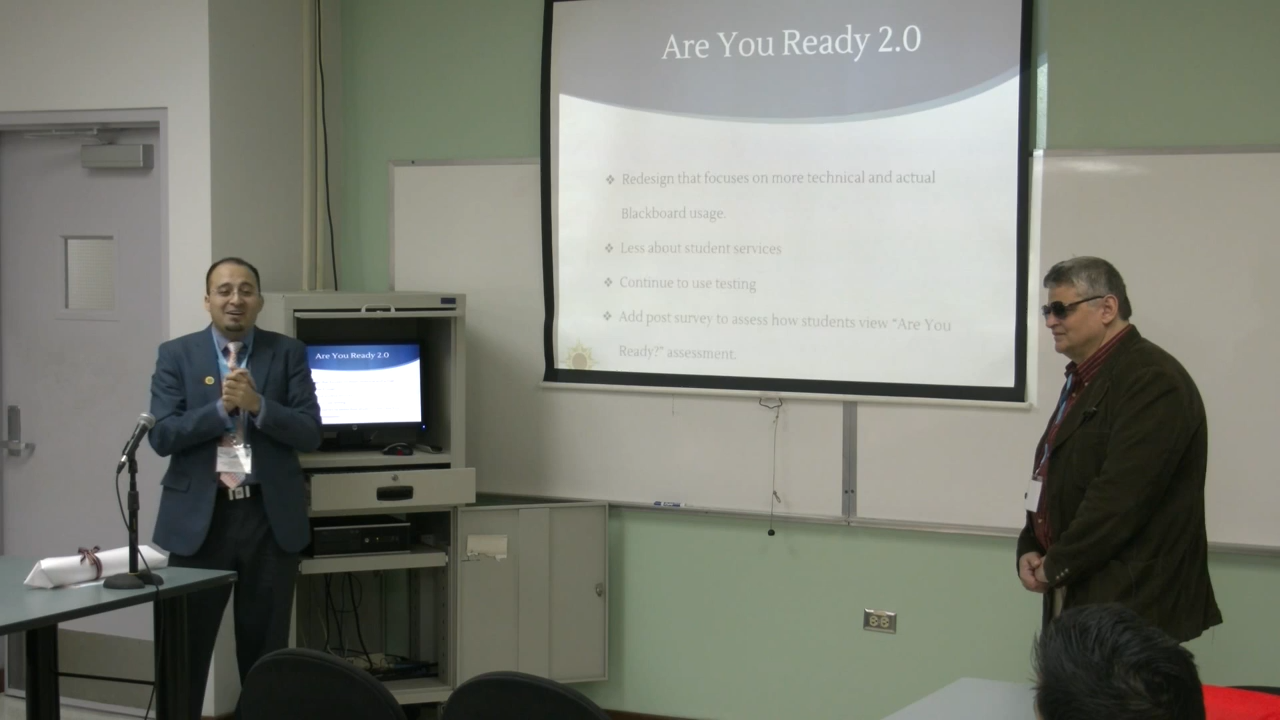 Are You Ready 2.0
Redesign that focuses on more technical and actual
Blackboard usage.
Less about student services
Continue to use testing
Add post survey to assess how students view “Are You
Ready?” assessment.
Are You Ready 2.0